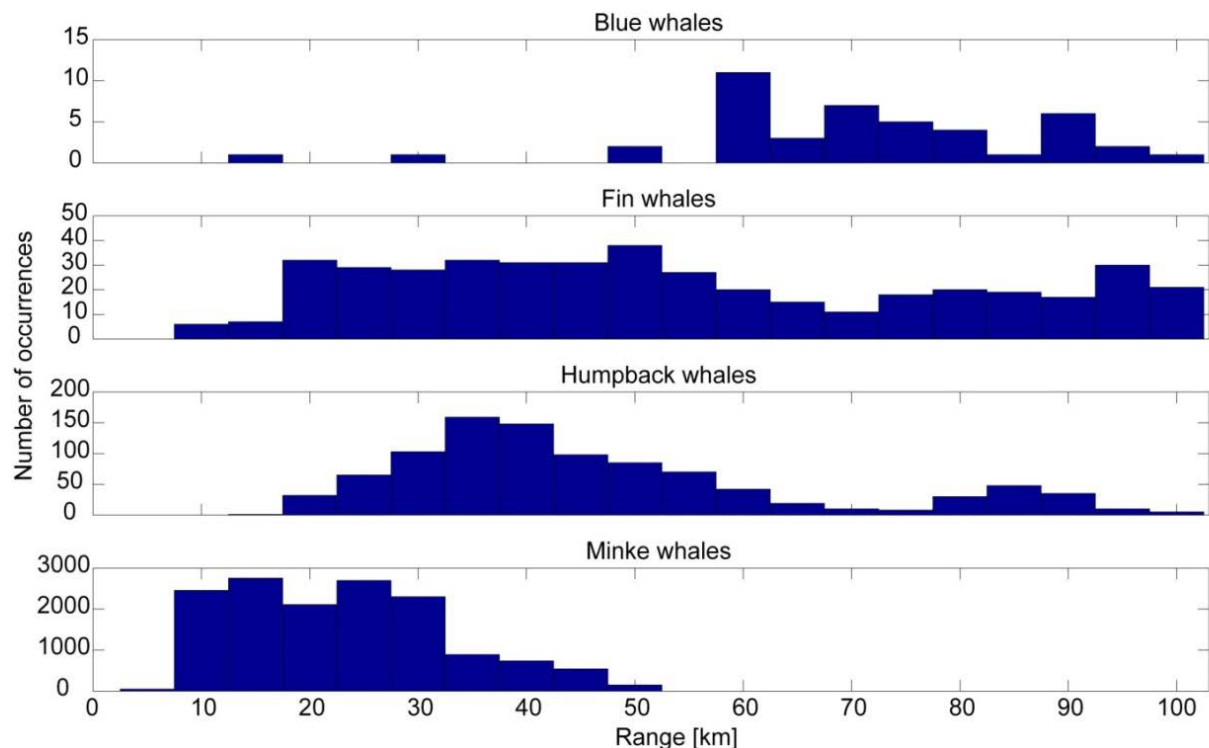 Blue whales
15
10
5
0
Fin whales
50
40
30
20
10
0
Number of occurrences
Humpback whales
200
150
100
50
0
Minke whales
3000
2000
1000
0
0 10 20 30 40 50 60 70 80 90 100
Range [km]